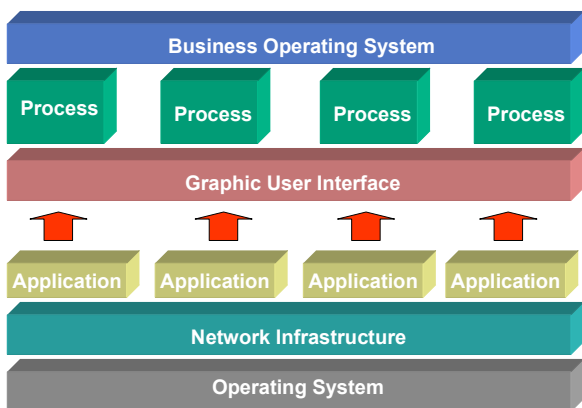 Business Operating System
Process Process Process Process
Graphic User Interface
Application Application Application Application
Network Infrastructure
Operating System